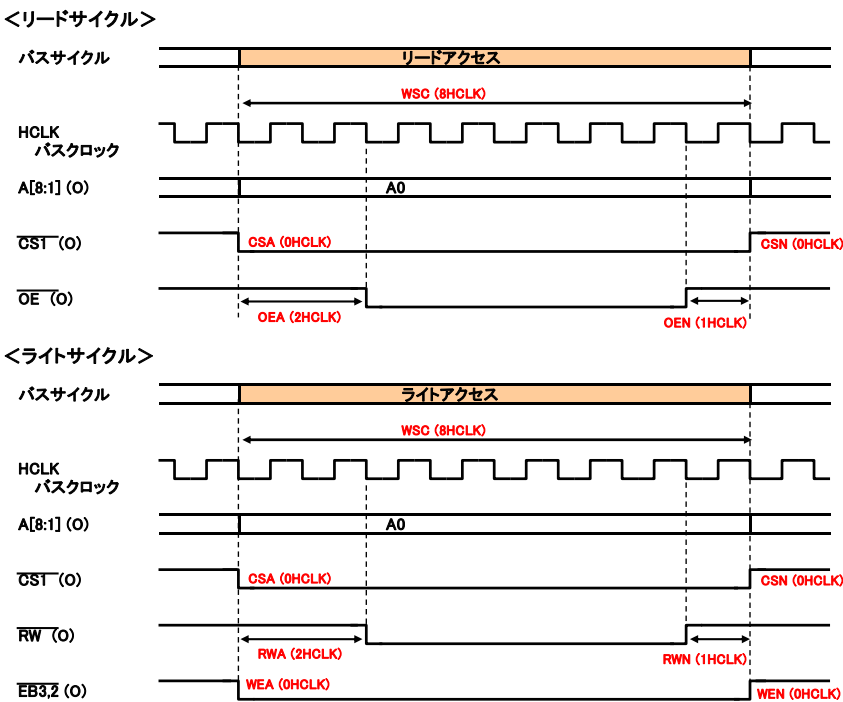 ＜リードサイクル＞
バスサイクル
リードアクセス
WSC (8HCLK)
HCLK
バスクロック
A[8:1] (O)
A0
CS1 (O)
CSA (0HCLK)
CSN (0HCLK)
OE (O)
OEA (2HCLK)
OEN (1HCLK)
＜ライトサイクル＞
バスサイクル
ライトアクセス
WSC (8HCLK)
HCLK
バスクロック
A[8:1] (O)
A0
CS1 (O)
CSA (0HCLK)
CSN (0HCLK)
RW (O)
RWA (2HCLK)
RWN (1HCLK)
EB3,2 (O)
WEA (0HCLK)
WEN (0HCLK)